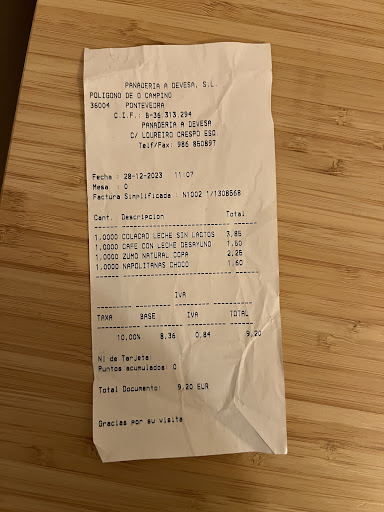 PANADERIA A DEVESA, S.L.
POLIGONO DE O CAMPINO
36004 PONTEVEDRA
C.I.F.: B-36.313.294
PANADERIA A DEVESA
C/ LOUREIRO CRESPO ESQ
Telf/Fax: 986 860897
Fecha : 28-12-2023 11:07
Mesa : 0
Factura Simplificada : N1002 1/1308568
Cant. Descripcion Total
1,0000 COLACAO LECHE SIN LACTOS 3,85
1,0000 CAFE CON LECHE DESAYUNO 1,50
1,0000 ZUMO NATURAL COPA 2,25
1,0000 NAPOLITANAS CHOCO 1,60
IVA
TAXA BASE IVA TOTAL
10,00% 8,36 0,84 9,20
Nº de Tarjeta:
Puntos acumulados: 0
Total Documento: 9,20 EUR
Gracias por su visita